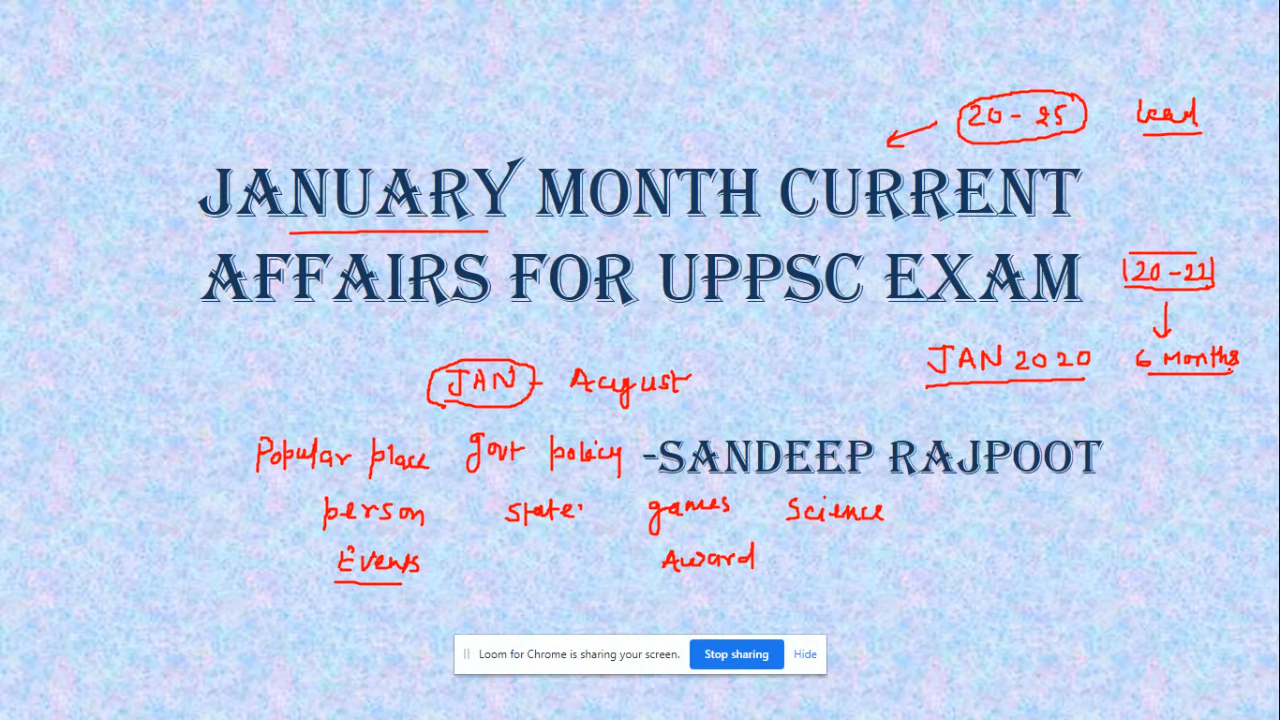 20 - 25
JANUARY MONTH CURRENT
AFFAIRS FOR UPPSC EXAM
20 - 22
JAN 2020 6 Months
JAN - August
Popular place govt policy -SANDEEP RAJPOOT
person state games Science
Events Award
Loom for Chrome is sharing your screen. Stop sharing Hide